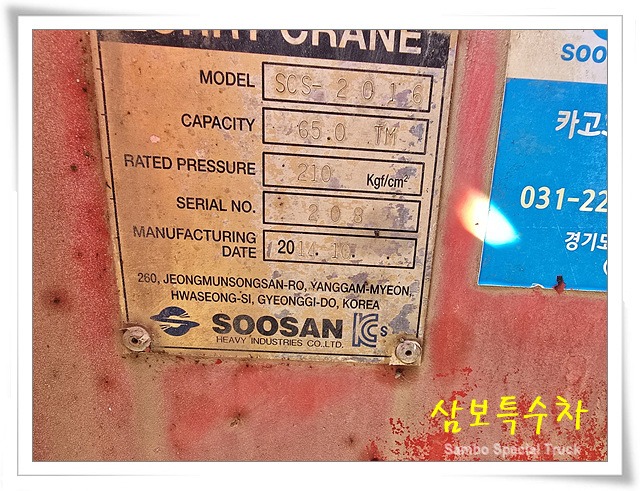 LORRY CRANE
MODEL SCS-2016
CAPACITY 65.0 TM
RATED PRESSURE 210 Kgf/cm²
SERIAL NO. 208
MANUFACTURING
DATE 2014. 10.
260, JEONGMUNSONGSAN-RO, YANGGAM-MYEON,
HWASEONG-SI, GYEONGGI-DO, KOREA
SOOSAN KC s
HEAVY INDUSTRIES CO.,LTD.
SOO
카고
031-22
경기도
삼보특수차
Sambo Special Truck